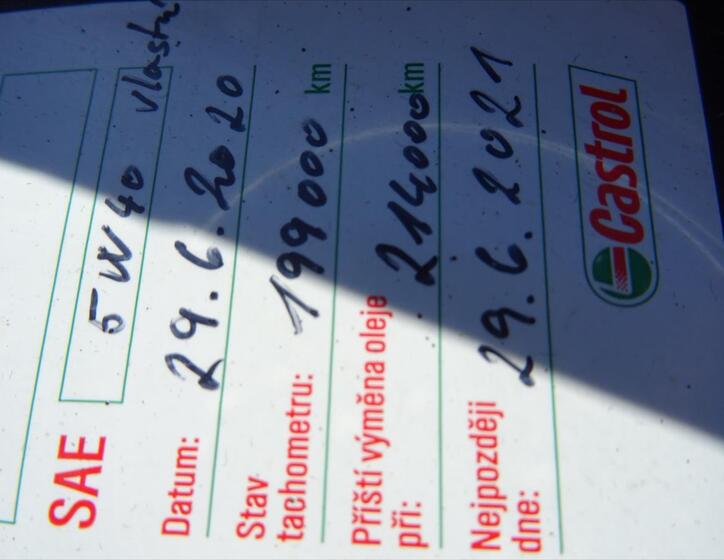 SAE 5W40 vlastní
Datum: 29.6.2020
Stav
tachometru: 199000 km
Příští výměna oleje
při: 214000 km
Nejpozději
dne: 29.6.2021
Castrol